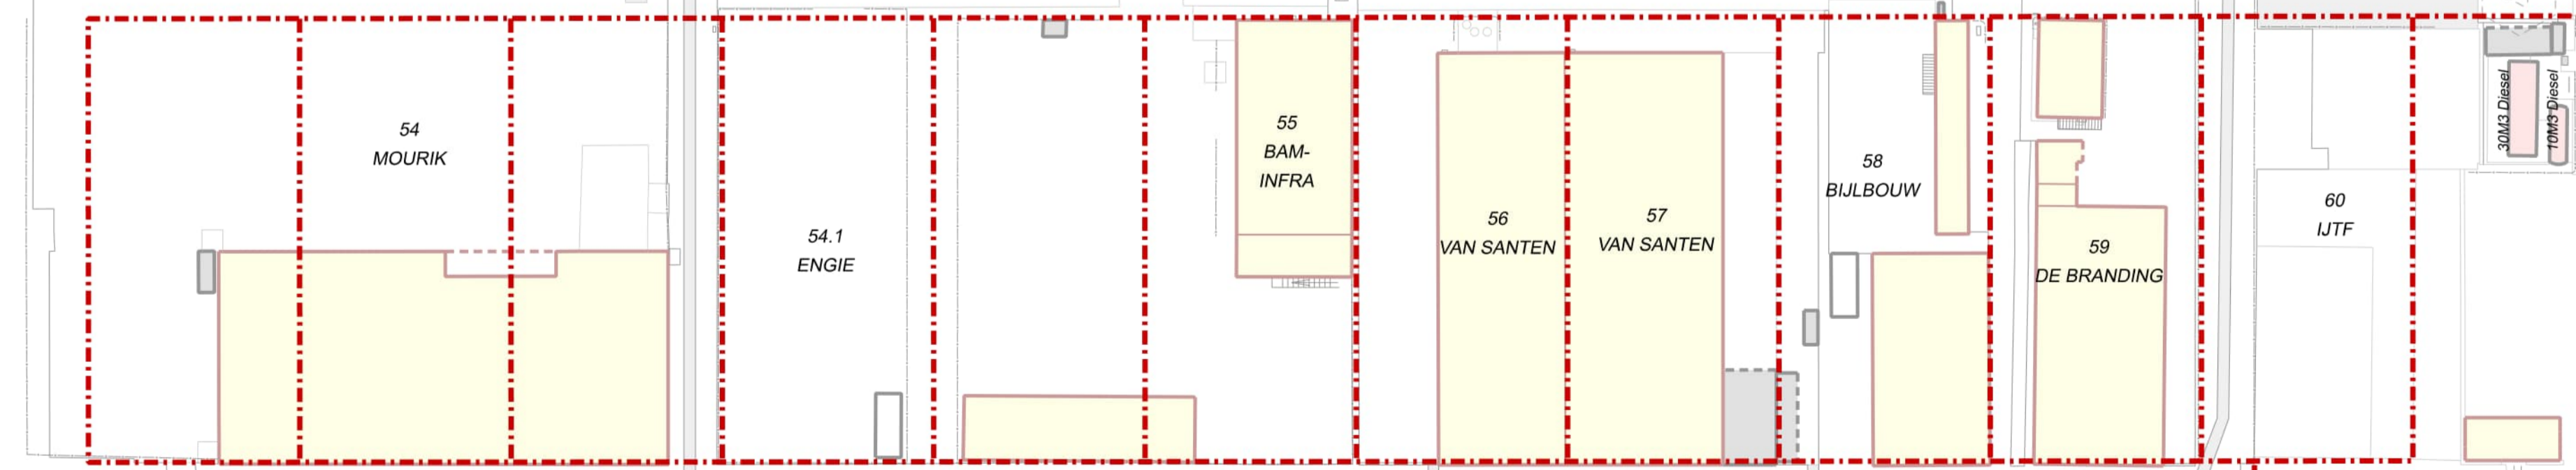 54
MOURIK
54.1
ENGIE
55
BAM-
INFRA
56
VAN SANTEN
57
VAN SANTEN
58
BIJLBOUW
59
DE BRANDING
60
IJTF
30M3 Diesel
10M3 Diesel